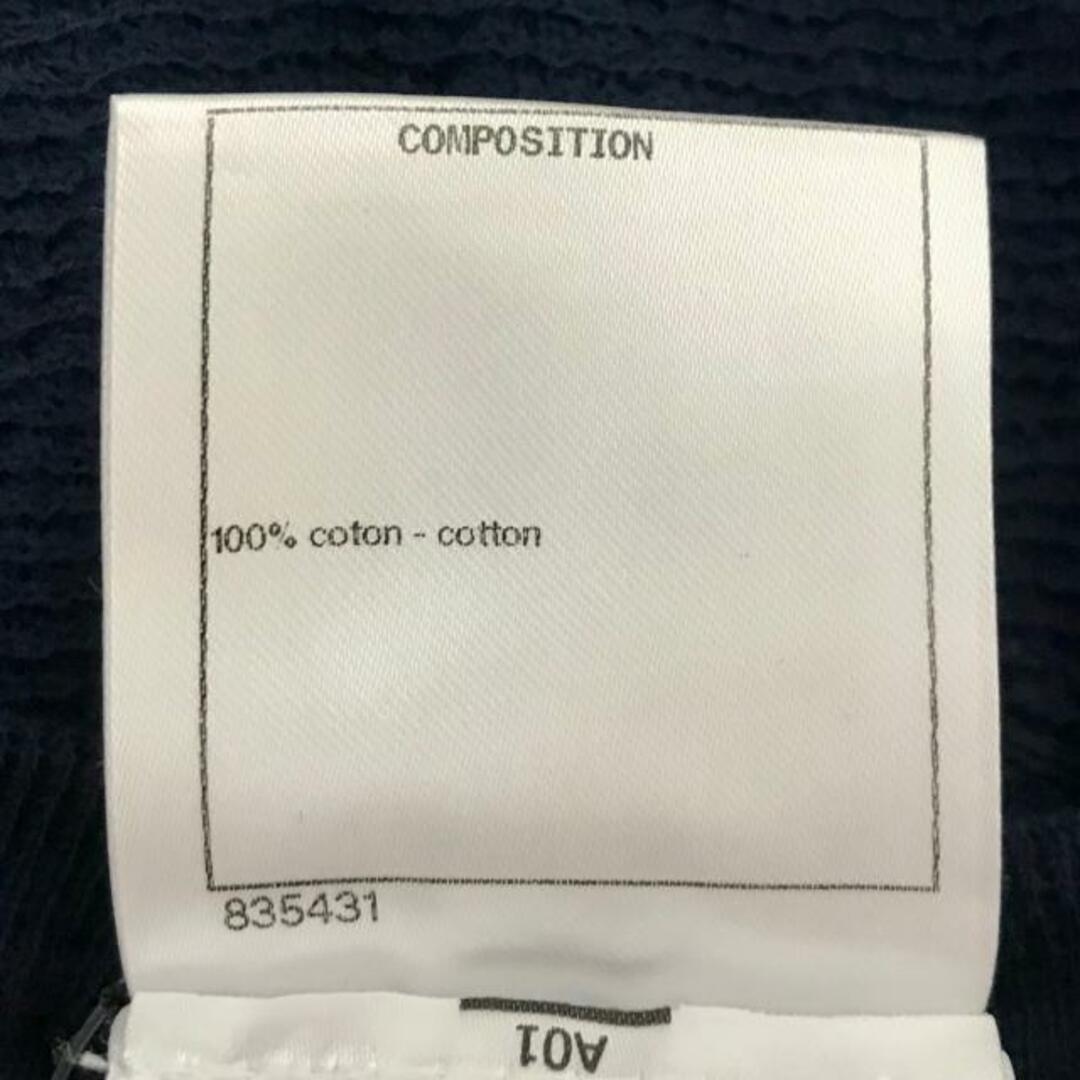 COMPOSITION
100% coton - cotton
835431
A01